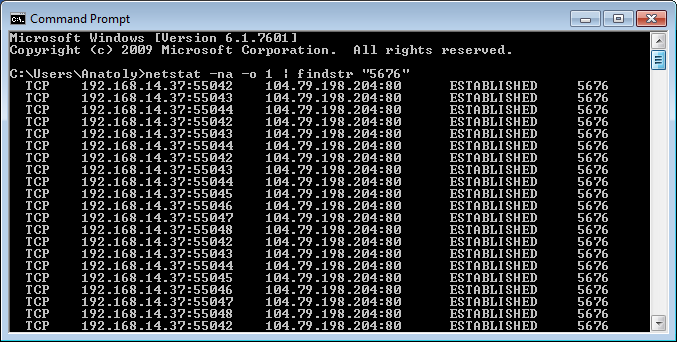 Command Prompt
Microsoft Windows [Version 6.1.7601]
Copyright (c) 2009 Microsoft Corporation.  All rights reserved.
C:\Users\Anatoly>netstat -na -o 1 | findstr "5676"
TCP    192.168.14.37:55042    104.79.198.204:80    ESTABLISHED    5676
TCP    192.168.14.37:55043    104.79.198.204:80    ESTABLISHED    5676
TCP    192.168.14.37:55044    104.79.198.204:80    ESTABLISHED    5676
TCP    192.168.14.37:55042    104.79.198.204:80    ESTABLISHED    5676
TCP    192.168.14.37:55043    104.79.198.204:80    ESTABLISHED    5676
TCP    192.168.14.37:55044    104.79.198.204:80    ESTABLISHED    5676
TCP    192.168.14.37:55042    104.79.198.204:80    ESTABLISHED    5676
TCP    192.168.14.37:55043    104.79.198.204:80    ESTABLISHED    5676
TCP    192.168.14.37:55044    104.79.198.204:80    ESTABLISHED    5676
TCP    192.168.14.37:55045    104.79.198.204:80    ESTABLISHED    5676
TCP    192.168.14.37:55046    104.79.198.204:80    ESTABLISHED    5676
TCP    192.168.14.37:55047    104.79.198.204:80    ESTABLISHED    5676
TCP    192.168.14.37:55048    104.79.198.204:80    ESTABLISHED    5676
TCP    192.168.14.37:55042    104.79.198.204:80    ESTABLISHED    5676
TCP    192.168.14.37:55043    104.79.198.204:80    ESTABLISHED    5676
TCP    192.168.14.37:55044    104.79.198.204:80    ESTABLISHED    5676
TCP    192.168.14.37:55045    104.79.198.204:80    ESTABLISHED    5676
TCP    192.168.14.37:55046    104.79.198.204:80    ESTABLISHED    5676
TCP    192.168.14.37:55047    104.79.198.204:80    ESTABLISHED    5676
TCP    192.168.14.37:55048    104.79.198.204:80    ESTABLISHED    5676
TCP    192.168.14.37:55042    104.79.198.204:80    ESTABLISHED    5676